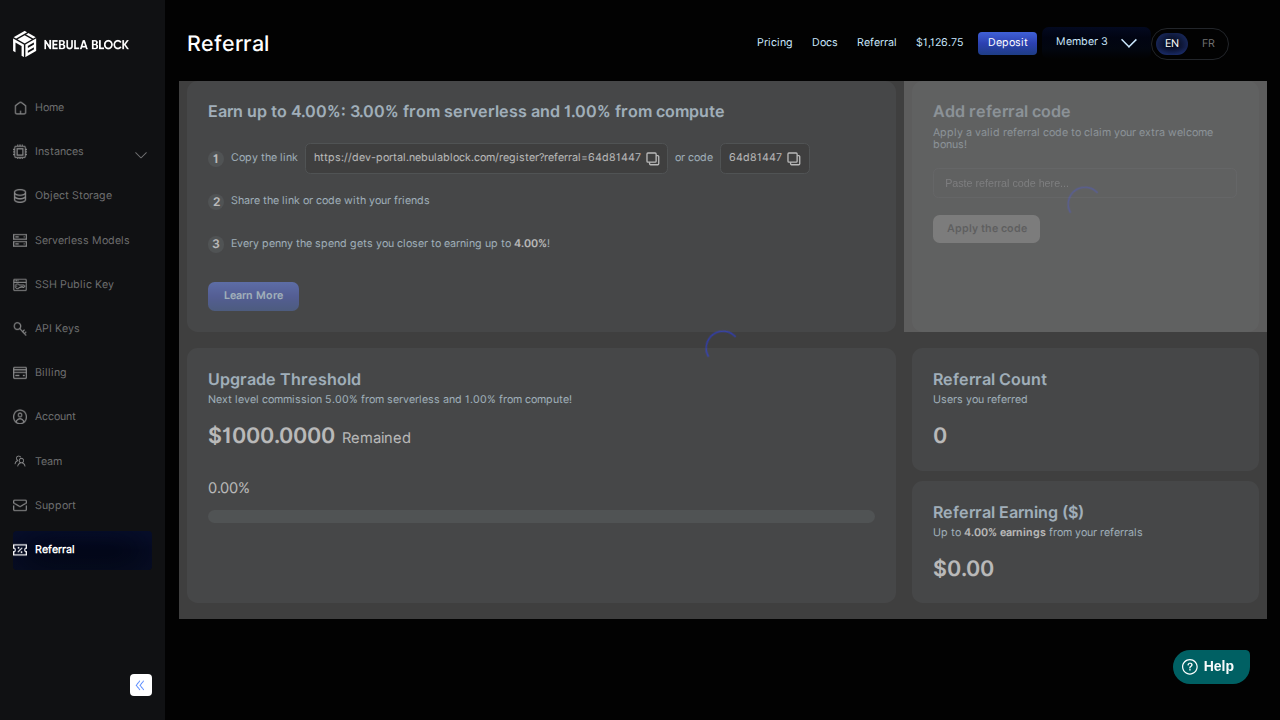 NEBULA BLOCK
Home
Instances
Object Storage
Serverless Models
SSH Public Key
API Keys
Billing
Account
Team
Support
Referral
Referral
Pricing
Docs
Referral
$1,126.75
Deposit
Member 3
EN
FR
Earn up to 4.00%: 3.00% from serverless and 1.00% from compute
1 Copy the link https://dev-portal.nebulablock.com/register?referral=64d81447 or code 64d81447
2 Share the link or code with your friends
3 Every penny the spend gets you closer to earning up to 4.00%!
Learn More
Add referral code
Apply a valid referral code to claim your extra welcome
bonus!
Paste referral code here...
Apply the code
Upgrade Threshold
Next level commission 5.00% from serverless and 1.00% from compute!
$1000.0000 Remained
0.00%
Referral Count
Users you referred
0
Referral Earning ($)
Up to 4.00% earnings from your referrals
$0.00
Help